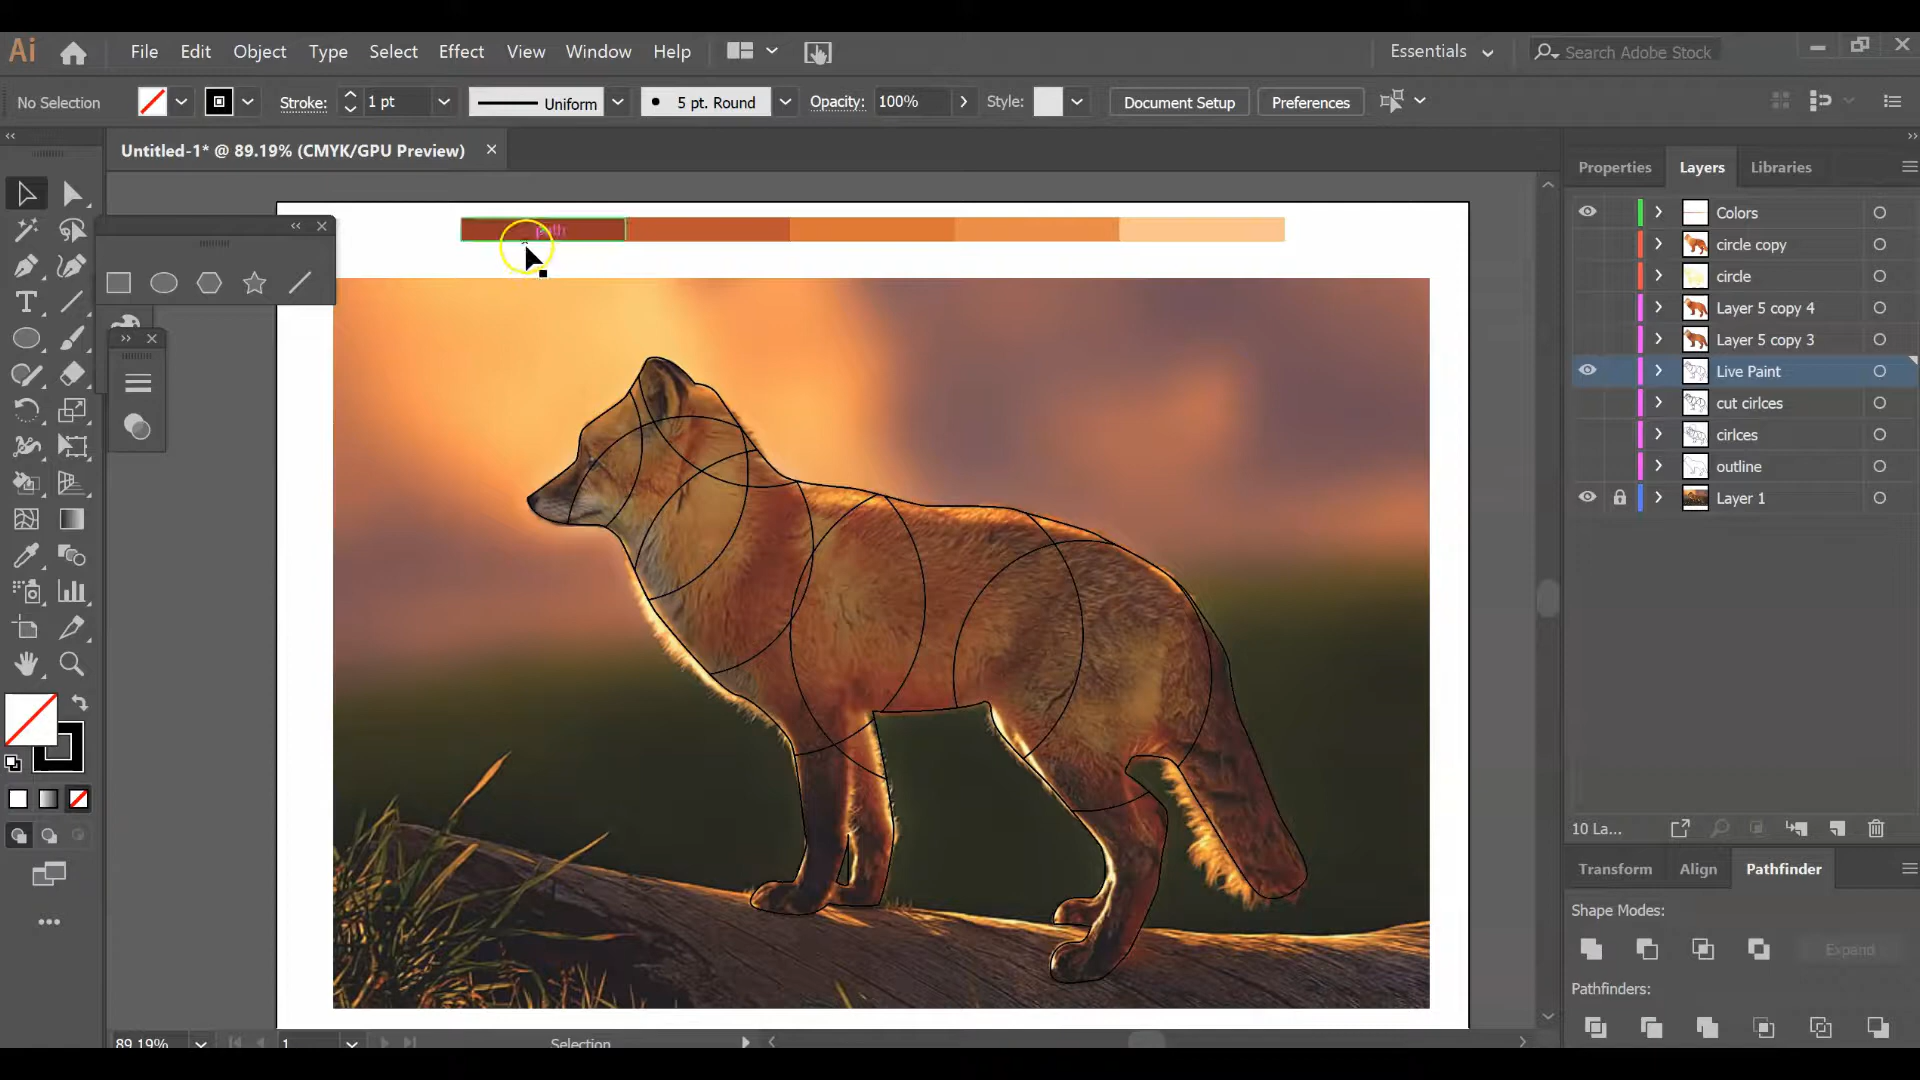 Ai File Edit Object Type Select Effect View Window Help Essentials Search Adobe Stock
No Selection Stroke: 1 pt Uniform 5 pt. Round Opacity: 100% Style: Document Setup Preferences
Untitled-1* @ 89.19% (CMYK/GPU Preview)
Properties Layers Libraries
Colors
path
circle copy
circle
Layer 5 copy 4
Layer 5 copy 3
Live Paint
cut cirlces
cirlces
outline
Layer 1
10 La...
Transform Align Pathfinder
Shape Modes:
Expand
Pathfinders:
89.19% 1 Selection